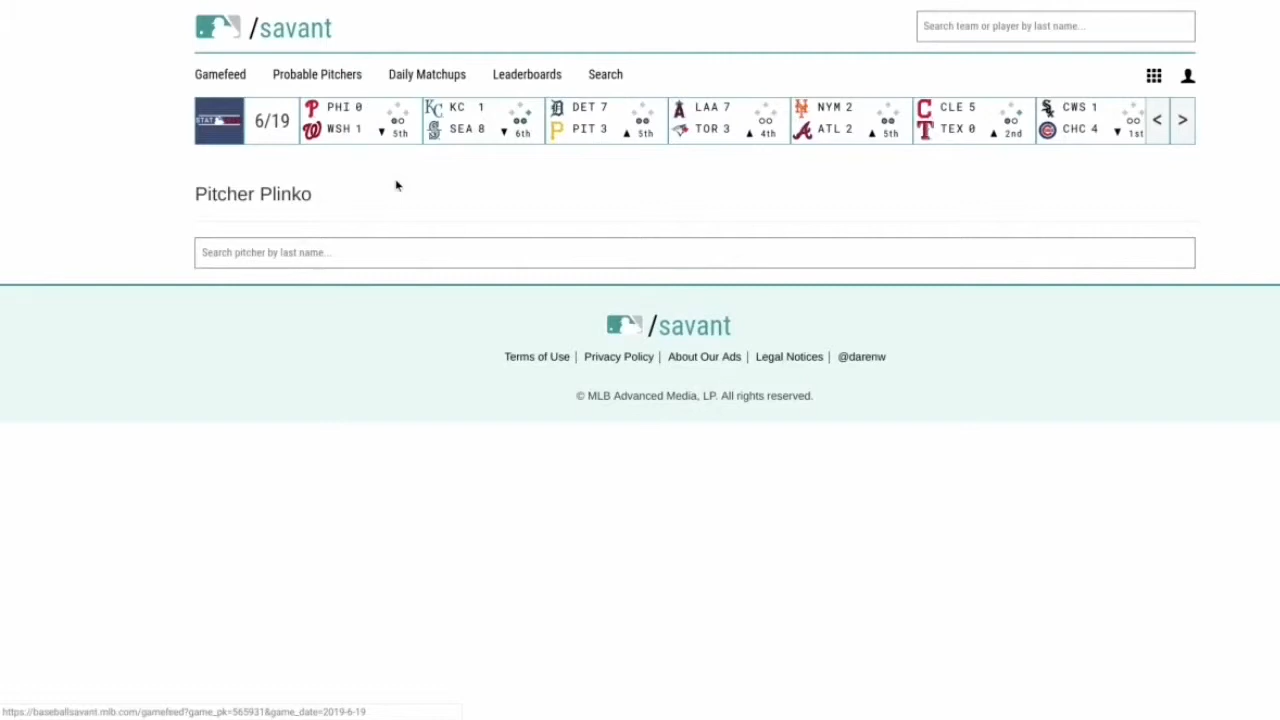 /savant
Search team or player by last name...
Gamefeed Probable Pitchers Daily Matchups Leaderboards Search
STAT 6/19 PHI 0 KC 1 DET 7 LAA 7 NYM 2 CLE 5 CWS 1 < >
WSH 1 ▼ 5th SEA 8 ▼ 6th PIT 3 ▲ 5th TOR 3 ▲ 4th ATL 2 ▲ 5th TEX 0 ▲ 2nd CHC 4 ▼ 1st
Pitcher Plinko
Search pitcher by last name...
/savant
Terms of Use | Privacy Policy | About Our Ads | Legal Notices | @darenw
© MLB Advanced Media, LP. All rights reserved.
https://baseballsavant.mlb.com/gamefeed?game_pk=565931&game_date=2019-6-19